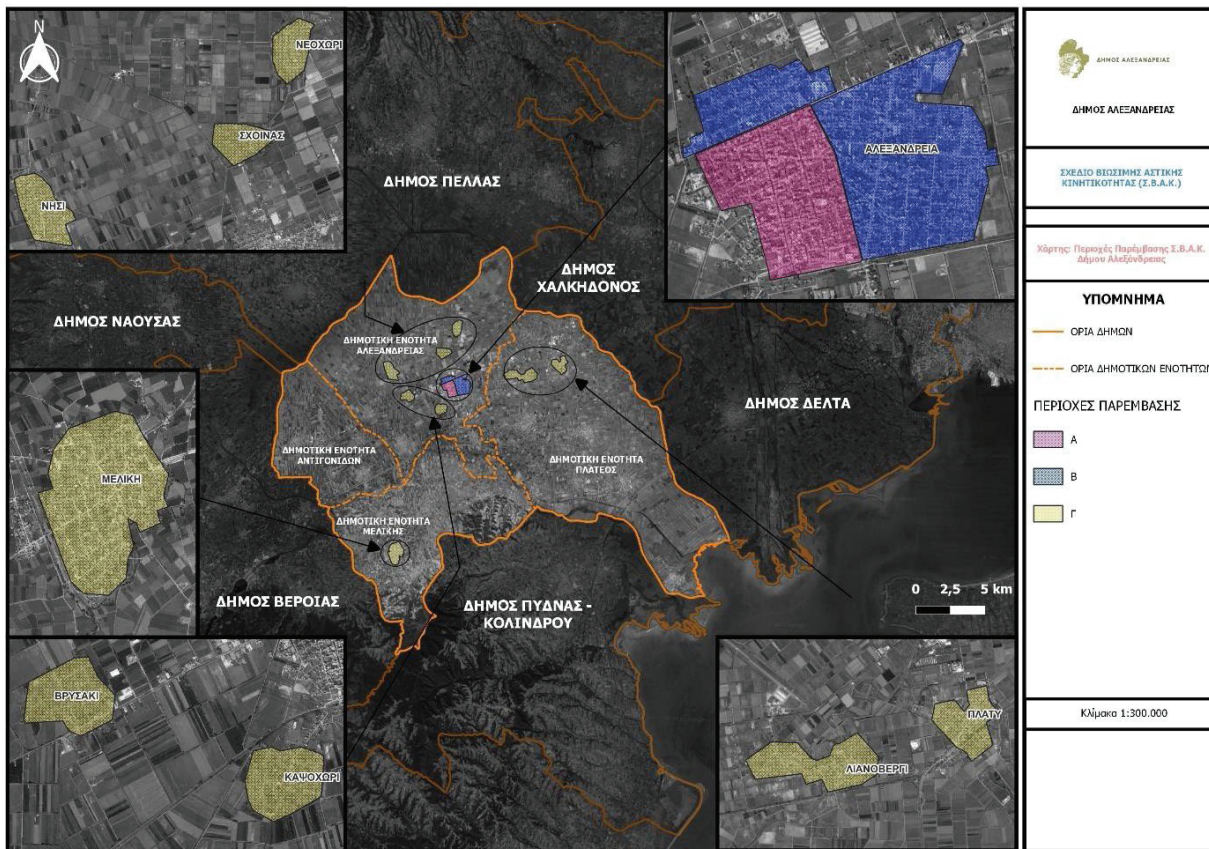 N
ΝΕΟΧΩΡΙ
ΣΧΟΙΝΑΣ
ΝΗΣΙ
ΑΛΕΞΑΝΔΡΕΙΑ
ΔΗΜΟΣ ΠΕΛΛΑΣ
ΔΗΜΟΣ
ΧΑΛΚΗΔΟΝΟΣ
ΔΗΜΟΣ ΝΑΟΥΣΑΣ
ΔΗΜΟΤΙΚΗ ΕΝΟΤΗΤΑ
ΑΛΕΞΑΝΔΡΕΙΑΣ
ΔΗΜΟΣ ΔΕΛΤΑ
ΔΗΜΟΤΙΚΗ ΕΝΟΤΗΤΑ
ΑΝΤΙΓΟΝΙΔΩΝ
ΔΗΜΟΤΙΚΗ ΕΝΟΤΗΤΑ
ΠΛΑΤΕΟΣ
ΜΕΛΙΚΗ
ΔΗΜΟΤΙΚΗ ΕΝΟΤΗΤΑ
ΜΕΛΙΚΗΣ
ΔΗΜΟΣ ΒΕΡΟΙΑΣ
ΔΗΜΟΣ ΠΥΔΝΑΣ -
ΚΟΛΙΝΔΡΟΥ
0 2,5 5 km
ΒΡΥΣΑΚΙ
ΚΑΨΟΧΩΡΙ
ΠΛΑΤΥ
ΛΙΑΝΟΒΕΡΓΙ
ΔΗΜΟΣ ΑΛΕΞΑΝΔΡΕΙΑΣ
ΔΗΜΟΣ ΑΛΕΞΑΝΔΡΕΙΑΣ
ΣΧΕΔΙΟ ΒΙΩΣΙΜΗΣ ΑΣΤΙΚΗΣ
ΚΙΝΗΤΙΚΟΤΗΤΑΣ (Σ.Β.Α.Κ.)
Χάρτης: Περιοχές Παρέμβασης Σ.Β.Α.Κ.
Δήμου Αλεξάνδρειας
ΥΠΟΜΝΗΜΑ
ΟΡΙΑ ΔΗΜΩΝ
ΟΡΙΑ ΔΗΜΟΤΙΚΩΝ ΕΝΟΤΗΤΩΝ
ΠΕΡΙΟΧΕΣ ΠΑΡΕΜΒΑΣΗΣ
Α
Β
Γ
Κλίμακα 1:300.000